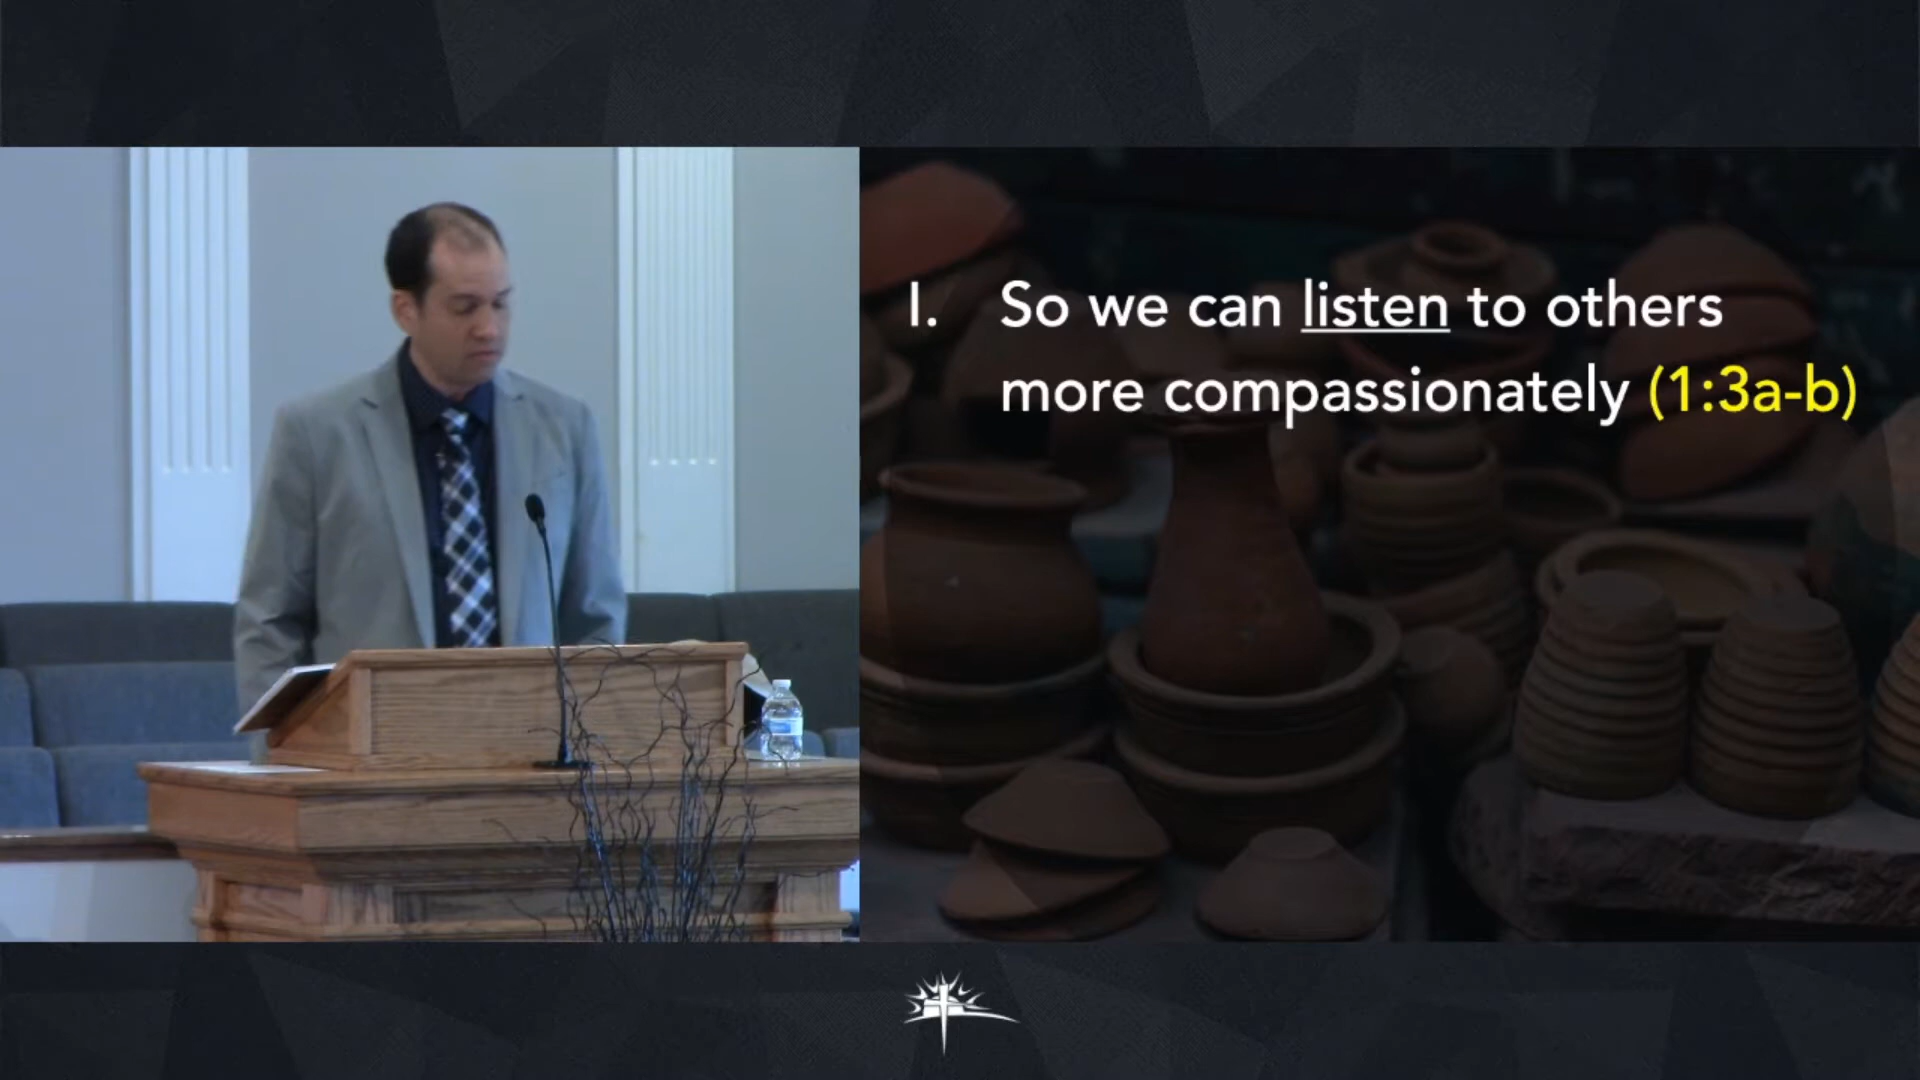 I. So we can listen to others
more compassionately (1:3a-b)